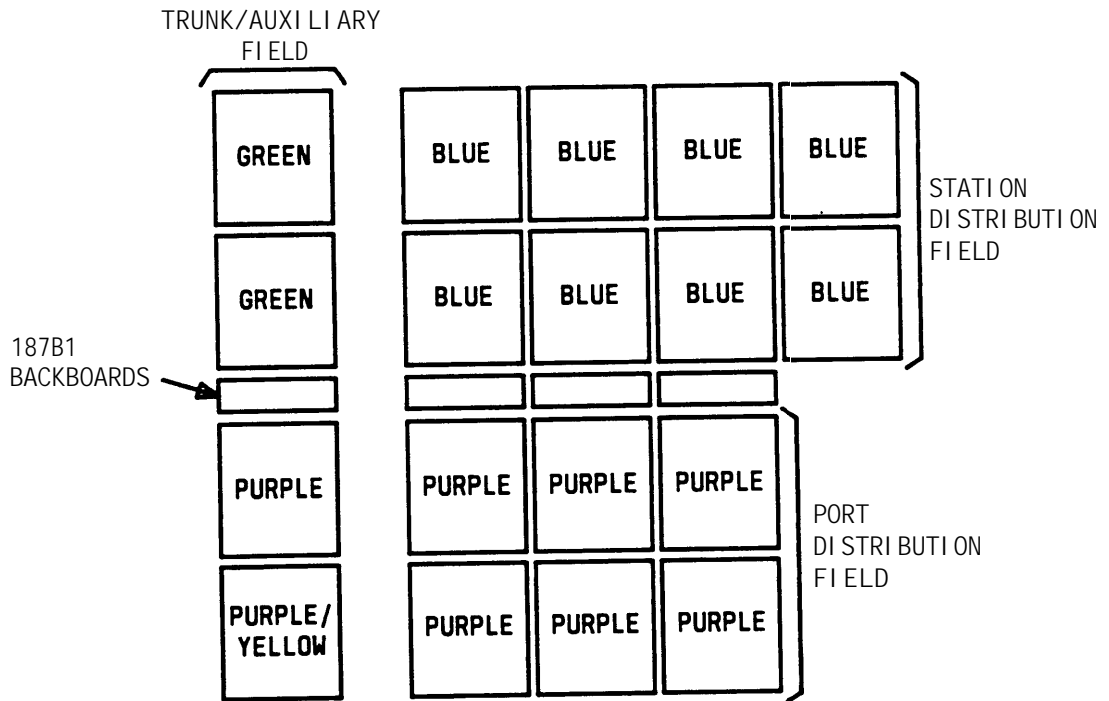 TRUNK/AUXILIARY
FIELD
GREEN
BLUE
BLUE
BLUE
BLUE
STATION
DISTRIBUTION
FIELD
GREEN
BLUE
BLUE
BLUE
BLUE
187B1
BACKBOARDS
PURPLE
PURPLE
PURPLE
PURPLE
PORT
DISTRIBUTION
FIELD
PURPLE/
YELLOW
PURPLE
PURPLE
PURPLE